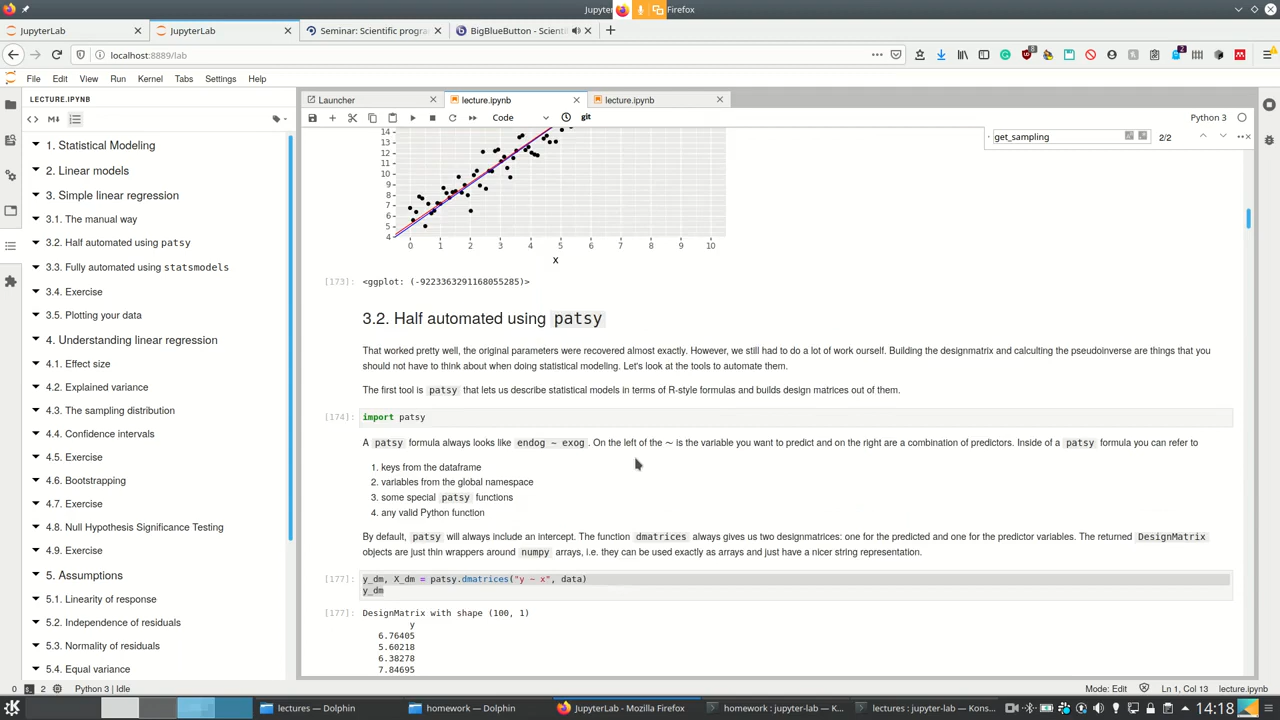 Jupyter Firefox
JupyterLab
JupyterLab
Seminar: Scientific progra
BigBlueButton - Scienti
localhost:8889/lab
File Edit View Run Kernel Tabs Settings Help
LECTURE.IPYNB
Launcher
lecture.ipynb
lecture.ipynb
Code
git
Python 3
get_sampling
2/2
1. Statistical Modeling
2. Linear models
3. Simple linear regression
3.1. The manual way
3.2. Half automated using patsy
3.3. Fully automated using statsmodels
3.4. Exercise
3.5. Plotting your data
4. Understanding linear regression
4.1. Effect size
4.2. Explained variance
4.3. The sampling distribution
4.4. Confidence intervals
4.5. Exercise
4.6. Bootstrapping
4.7. Exercise
4.8. Null Hypothesis Significance Testing
4.9. Exercise
5. Assumptions
5.1. Linearity of response
5.2. Independence of residuals
5.3. Normality of residuals
5.4. Equal variance
14
13
12
11
10
9
8
7
6
5
4
0 1 2 3 4 5 6 7 8 9 10
x
[173]: <ggplot: (-9223363291168055285)>
3.2. Half automated using patsy
That worked pretty well, the original parameters were recovered almost exactly. However, we still had to do a lot of work ourself. Building the designmatrix and calculting the pseudoinverse are things that you
should not have to think about when doing statistical modeling. Let's look at the tools to automate them.
The first tool is patsy that lets us describe statistical models in terms of R-style formulas and builds design matrices out of them.
[174]: import patsy
A patsy formula always looks like endog ~ exog. On the left of the ~ is the variable you want to predict and on the right are a combination of predictors. Inside of a patsy formula you can refer to
1. keys from the dataframe
2. variables from the global namespace
3. some special patsy functions
4. any valid Python function
By default, patsy will always include an intercept. The function dmatrices always gives us two designmatrices: one for the predicted and one for the predictor variables. The returned DesignMatrix
objects are just thin wrappers around numpy arrays, i.e. they can be used exactly as arrays and just have a nicer string representation.
[177]: y_dm, X_dm = patsy.dmatrices("y ~ x", data)
y_dm
[177]: DesignMatrix with shape (100, 1)
y
6.76405
5.60218
6.38278
7.84695
0 2 Python 3 | Idle
Mode: Edit Ln 1, Col 13 lecture.ipynb
lectures — Dolphin
homework — Dolphin
JupyterLab - Mozilla Firefox
homework : jupyter-lab — K...
lectures : jupyter-lab — Kons...
14:18